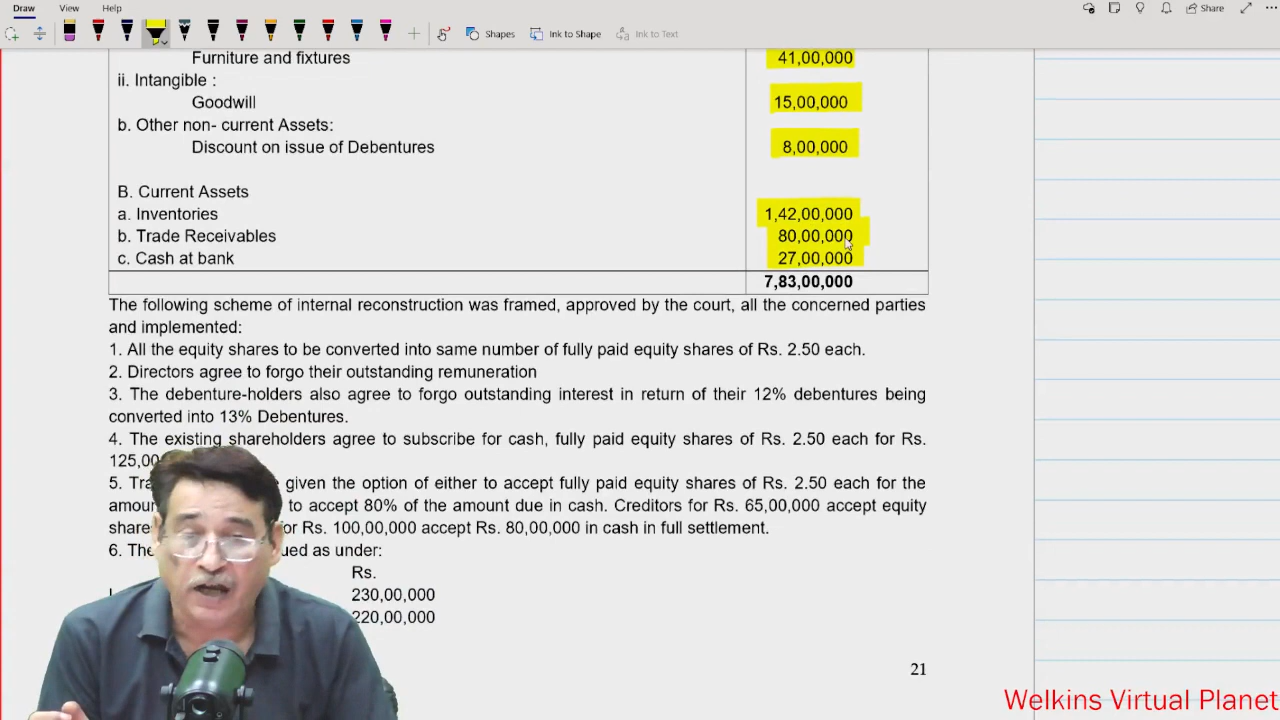 Draw View Help
Shapes Ink to Shape Ink to Text Share
Furniture and fixtures 41,00,000
ii. Intangible :
Goodwill 15,00,000
b. Other non- current Assets:
Discount on issue of Debentures 8,00,000
B. Current Assets
a. Inventories 1,42,00,000
b. Trade Receivables 80,00,000
c. Cash at bank 27,00,000
7,83,00,000
The following scheme of internal reconstruction was framed, approved by the court, all the concerned parties
and implemented:
1. All the equity shares to be converted into same number of fully paid equity shares of Rs. 2.50 each.
2. Directors agree to forgo their outstanding remuneration
3. The debenture-holders also agree to forgo outstanding interest in return of their 12% debentures being
converted into 13% Debentures.
4. The existing shareholders agree to subscribe for cash, fully paid equity shares of Rs. 2.50 each for Rs.
125,00
5. given the option of either to accept fully paid equity shares of Rs. 2.50 each for the
to accept 80% of the amount due in cash. Creditors for Rs. 65,00,000 accept equity
for Rs. 100,00,000 accept Rs. 80,00,000 in cash in full settlement.
6. The as under:
Rs.
230,00,000
220,00,000
21
Welkins Virtual Planet